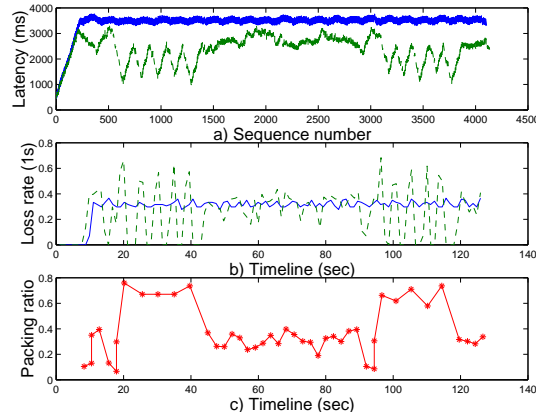 4000
3000
2000
1000
0
Latency (ms)
0 500 1000 1500 2000 2500 3000 3500 4000 4500
a) Sequence number
0.8
0.6
0.4
0.2
0
Loss rate (1s)
0 20 40 60 80 100 120 140
b) Timeline (sec)
0.8
0.6
0.4
0.2
0
Packing ratio
0 20 40 60 80 100 120 140
c) Timeline (sec)